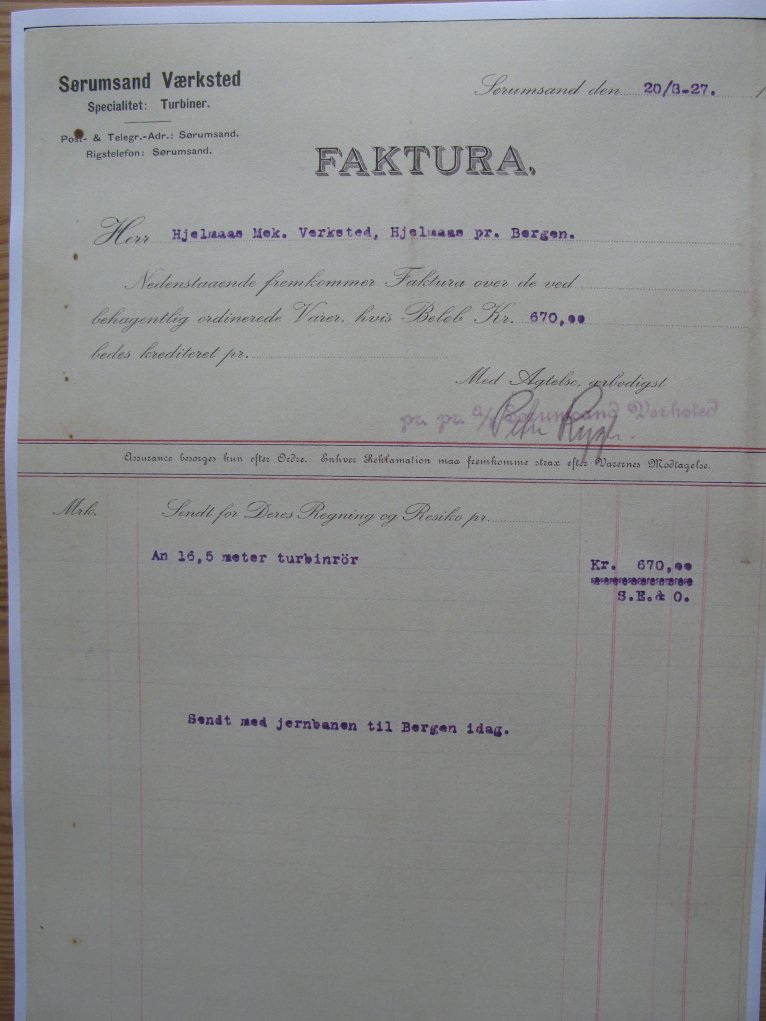 Sørumsand Værksted
Specialitet: Turbiner.
Post- & Telegr.-Adr.: Sørumsand.
Rigstelefon: Sørumsand.
Sørumsand den 20/8-27. 1
FAKTURA.
Herr Hjelmaas Mek. Verksted, Hjelmaas pr. Bergen.
Nedenstaaende fremkommer Faktura over de ved
behagentlig ordinerede Varer, hvis Beløb Kr. 670,00
bedes krediteret pr.
Med Agtelse, ærbødigst
pr. pr. A/S Sørumsand Verksted
Assurance besørges kun efter Ordre. Enhver Reklamation maa fremkomme strax efter Varernes Modtagelse.
Mrk. Sendt for Deres Regning og Resiko pr.
An 16,5 meter turbinrör Kr. 670,00
S.E.& O.
Sendt med jernbanen til Bergen idag.